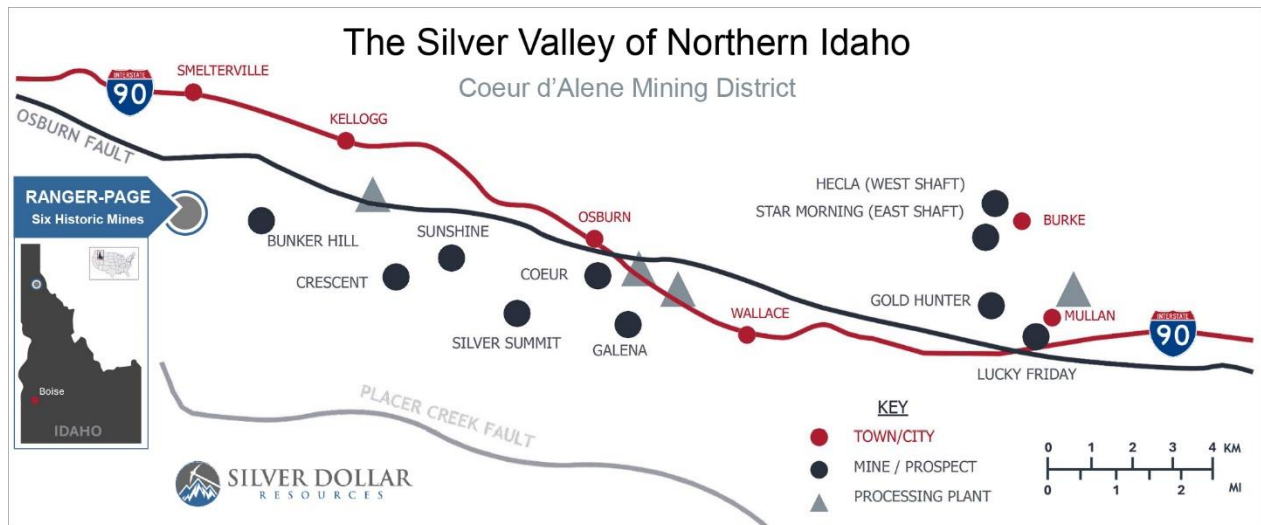 The Silver Valley of Northern Idaho
Coeur d'Alene Mining District
INTERSTATE
90
SMELTERVILLE
KELLOGG
OSBURN FAULT
RANGER-PAGE
Six Historic Mines
BUNKER HILL
SUNSHINE
CRESCENT
OSBURN
COEUR
SILVER SUMMIT
GALENA
WALLACE
HECLA (WEST SHAFT)
STAR MORNING (EAST SHAFT)
BURKE
GOLD HUNTER
MULLAN
LUCKY FRIDAY
INTERSTATE
90
Boise
IDAHO
PLACER CREEK FAULT
SILVER DOLLAR
RESOURCES
KEY
TOWN/CITY
MINE / PROSPECT
PROCESSING PLANT
0 1 2 3 4 KM
0 1 2 MI